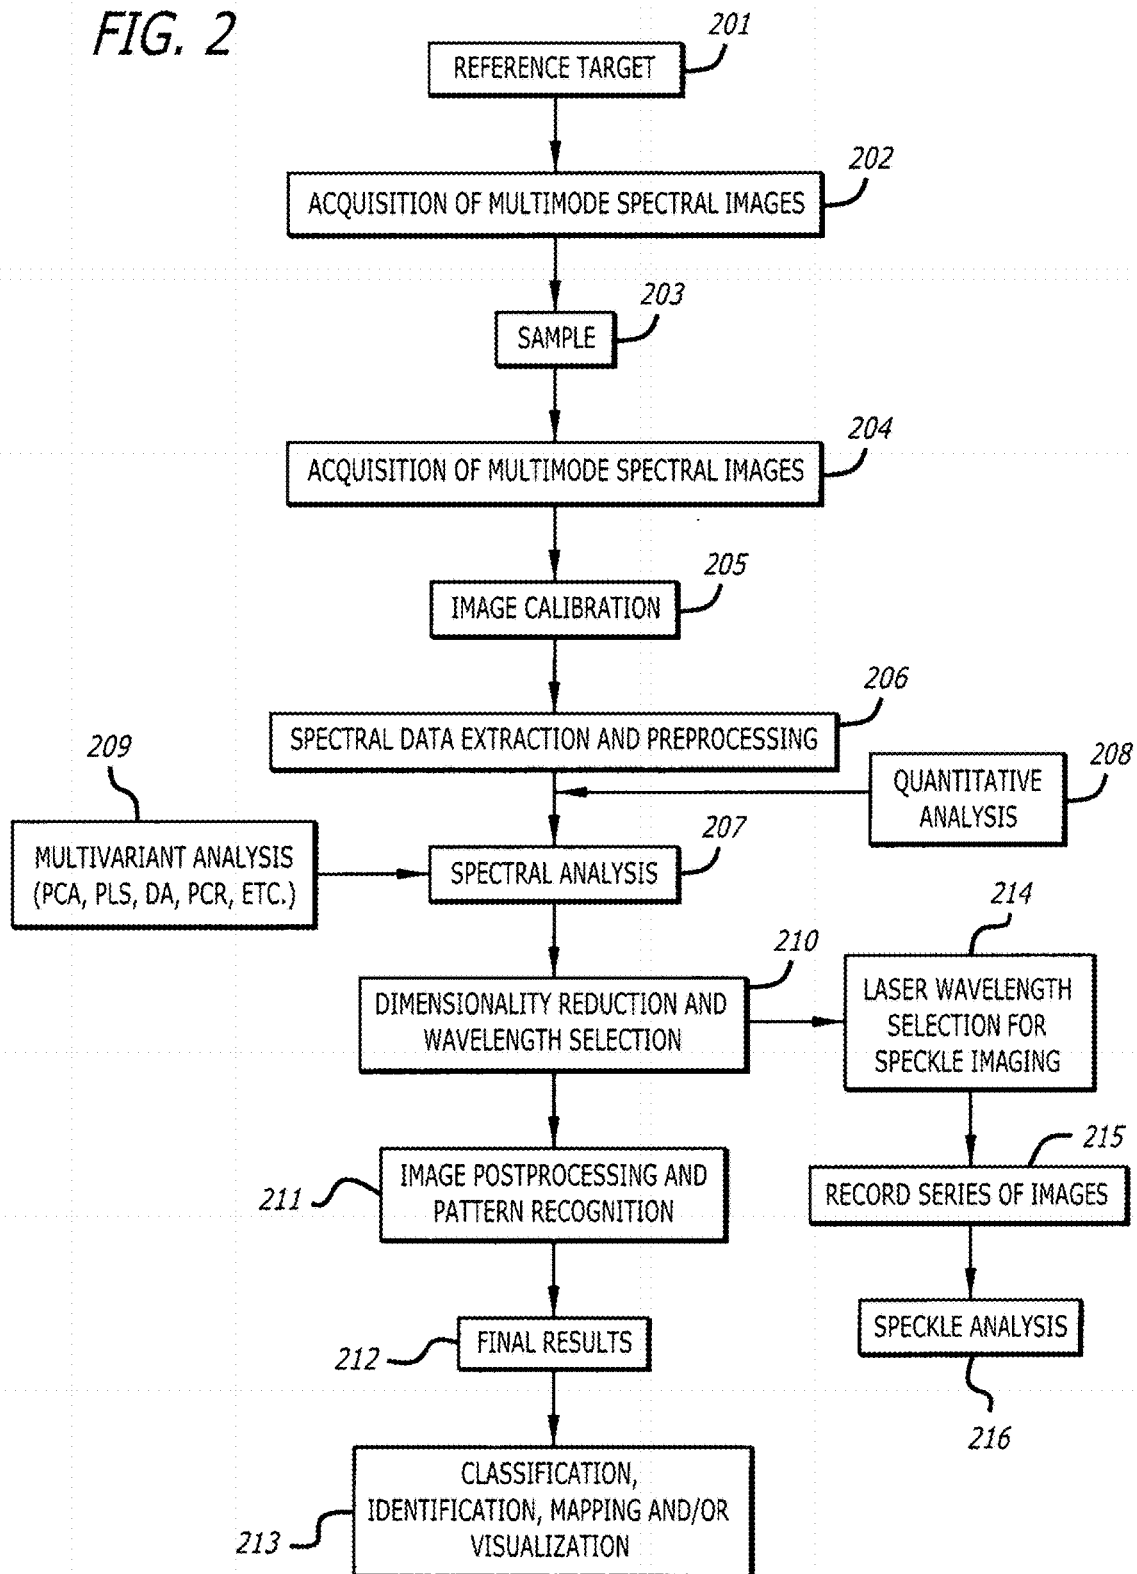 FIG. 2
201
REFERENCE TARGET
202
ACQUISITION OF MULTIMODE SPECTRAL IMAGES
203
SAMPLE
204
ACQUISITION OF MULTIMODE SPECTRAL IMAGES
205
IMAGE CALIBRATION
206
SPECTRAL DATA EXTRACTION AND PREPROCESSING
208
QUANTITATIVE
ANALYSIS
209
MULTIVARIANT ANALYSIS
(PCA, PLS, DA, PCR, ETC.)
207
SPECTRAL ANALYSIS
210
DIMENSIONALITY REDUCTION AND
WAVELENGTH SELECTION
214
LASER WAVELENGTH
SELECTION FOR
SPECKLE IMAGING
211
IMAGE POSTPROCESSING AND
PATTERN RECOGNITION
215
RECORD SERIES OF IMAGES
212
FINAL RESULTS
SPECKLE ANALYSIS
216
213
CLASSIFICATION,
IDENTIFICATION, MAPPING AND/OR
VISUALIZATION